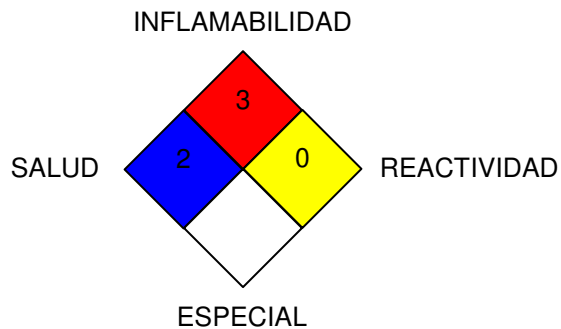 INFLAMABILIDAD
3
SALUD
2
0
REACTIVIDAD
ESPECIAL